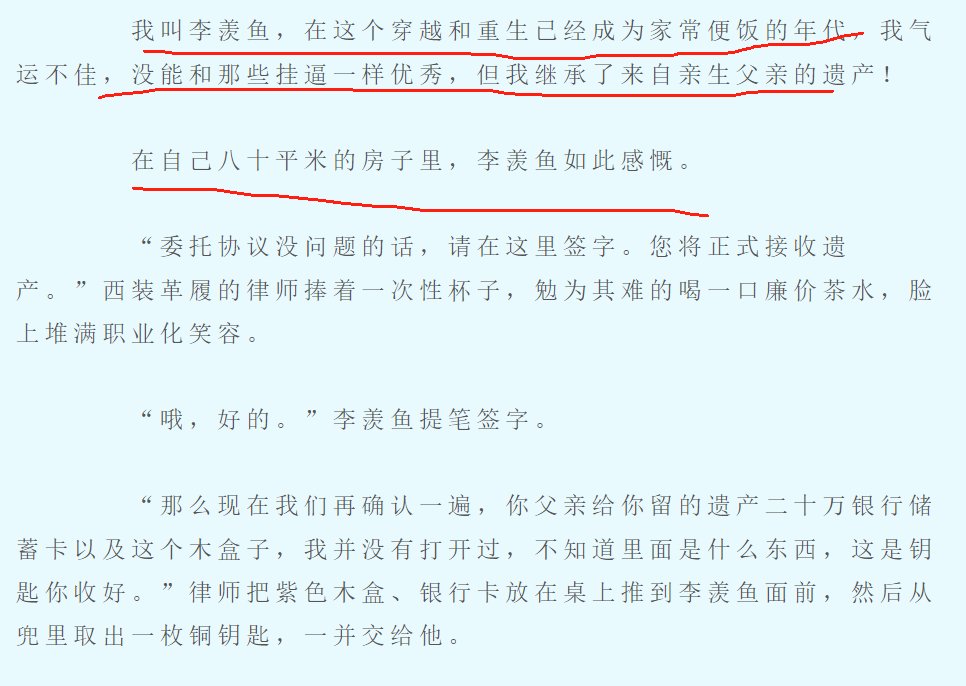 我叫李羡鱼，在这个穿越和重生已经成为家常便饭的年代，我气
运不佳，没能和那些挂逼一样优秀，但我继承了来自亲生父亲的遗产！
在自己八十平米的房子里，李羡鱼如此感慨。
“委托协议没问题的话，请在这里签字。您将正式接收遗
产。”西装革履的律师捧着一次性杯子，勉为其难的喝一口廉价茶水，脸
上堆满职业化笑容。
“哦，好的。”李羡鱼提笔签字。
“那么现在我们再确认一遍，你父亲给你留的遗产二十万银行储
蓄卡以及这个木盒子，我并没有打开过，不知道里面是什么东西，这是钥
匙你收好。”律师把紫色木盒、银行卡放在桌上推到李羡鱼面前，然后从
兜里取出一枚铜钥匙，一并交给他。